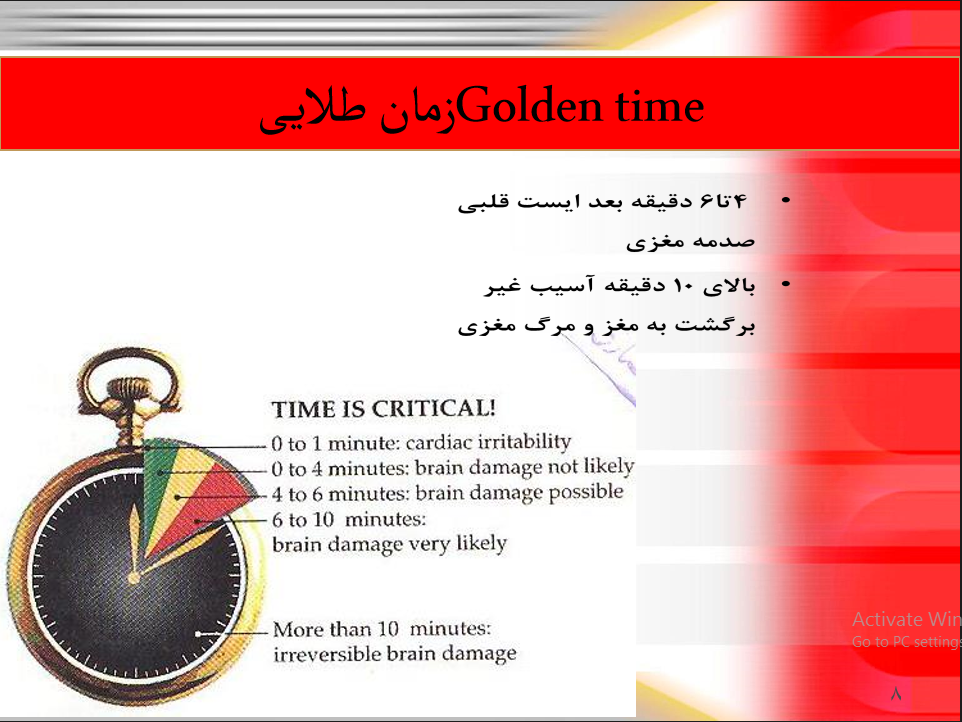 زمان طلایی Golden time
• ۴تا۶ دقیقه بعد ایست قلبی
صدمه مغزی
• بالای ۱۰ دقیقه آسیب غیر
برگشت به مغز و مرگ مغزی
TIME IS CRITICAL!
0 to 1 minute: cardiac irritability
0 to 4 minutes: brain damage not likely
4 to 6 minutes: brain damage possible
6 to 10 minutes:
brain damage very likely
More than 10 minutes:
irreversible brain damage
Activate Win
Go to PC settings
۸